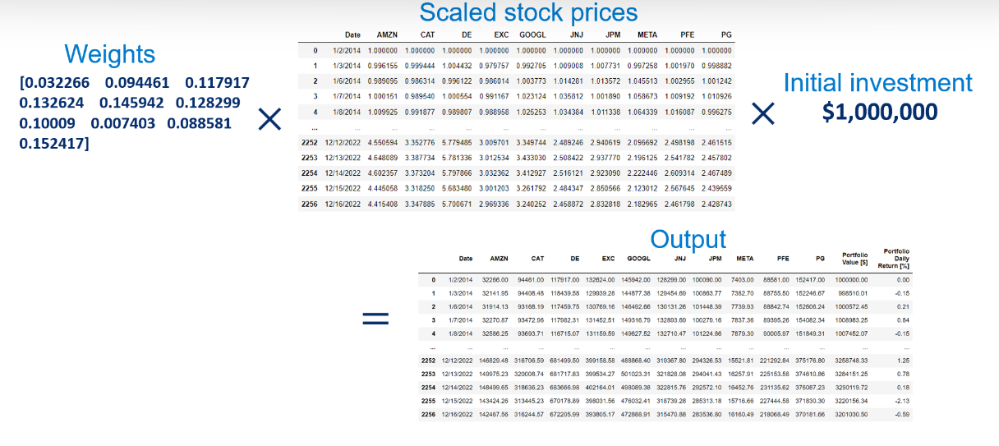 Scaled stock prices
Weights
[0.032266 0.094461 0.117917
0.132624 0.145942 0.128299
0.10009 0.007403 0.088581
0.152417]
×
Date AMZN CAT DE EXC GOOGL JNJ JPM META PFE PG
0 1/2/2014 1.000000 1.000000 1.000000 1.000000 1.000000 1.000000 1.000000 1.000000 1.000000 1.000000
1 1/3/2014 0.996155 0.999444 1.004432 0.979757 0.992705 1.009008 1.007731 0.997258 1.001970 0.998882
2 1/6/2014 0.989095 0.986314 0.996122 0.986014 1.003773 1.014281 1.013572 1.045513 1.002955 1.001242
3 1/7/2014 1.000151 0.989540 1.000554 0.991167 1.023124 1.035812 1.001890 1.058673 1.009192 1.010926
4 1/8/2014 1.009925 0.991877 0.989807 0.988958 1.025253 1.034384 1.011338 1.064339 1.016087 0.996275
... ... ... ... ... ... ... ... ... ... ... ...
2252 12/12/2022 4.550594 3.352776 5.779485 3.009701 3.349744 2.489246 2.940619 2.096692 2.498198 2.461515
2253 12/13/2022 4.648089 3.387734 5.781336 3.012534 3.433030 2.508422 2.937770 2.196125 2.541782 2.457802
2254 12/14/2022 4.602357 3.373204 5.797866 3.032362 3.412927 2.516121 2.923090 2.222446 2.609314 2.467489
2255 12/15/2022 4.445058 3.318250 5.683480 3.001203 3.261792 2.484347 2.850566 2.123012 2.567645 2.439559
2256 12/16/2022 4.415408 3.347885 5.700671 2.969336 3.240252 2.458872 2.832818 2.182965 2.461798 2.428743
×
Initial investment
$1,000,000
=
Output
Date AMZN CAT DE EXC GOOGL JNJ JPM META PFE PG Portfolio Value [$] Portfolio Daily Return [%]
0 1/2/2014 32266.00 94461.00 117917.00 132624.00 145942.00 128299.00 100090.00 7403.00 88581.00 152417.00 1000000.00 0.00
1 1/3/2014 32141.95 94408.48 118439.58 129939.28 144877.38 129454.69 100863.77 7382.70 88755.50 152246.67 998510.01 -0.15
2 1/6/2014 31914.13 93168.19 117459.75 130769.16 146492.66 130131.26 101448.39 7739.93 88842.74 152606.24 1000572.45 0.21
3 1/7/2014 32270.87 93472.96 117982.31 131452.51 149316.79 132893.69 100279.16 7837.36 89395.26 154082.34 1008983.25 0.84
4 1/8/2014 32586.25 93693.71 116715.07 131159.59 149627.52 132710.47 101224.86 7879.30 90005.97 151849.31 1007452.07 -0.15
... ... ... ... ... ... ... ... ... ... ... ... ... ...
2252 12/12/2022 146829.48 316706.59 681499.50 399158.58 488868.40 319367.80 294326.53 15521.81 221292.84 375176.80 3258748.33 1.25
2253 12/13/2022 149975.23 320008.74 681717.83 399534.27 501023.31 321828.08 294041.43 16257.91 225153.58 374610.86 3284151.25 0.78
2254 12/14/2022 148499.65 318636.23 683666.98 402164.01 498089.38 322815.76 292572.10 16452.76 231135.62 376087.23 3290119.72 0.18
2255 12/15/2022 143424.26 313445.23 670178.89 398031.56 476032.41 318739.28 285313.18 15716.66 227444.58 371830.30 3220156.34 -2.13
2256 12/16/2022 142467.56 316244.57 672205.99 393805.17 472888.91 315470.88 283536.80 16160.49 218068.49 370181.66 3201030.50 -0.59